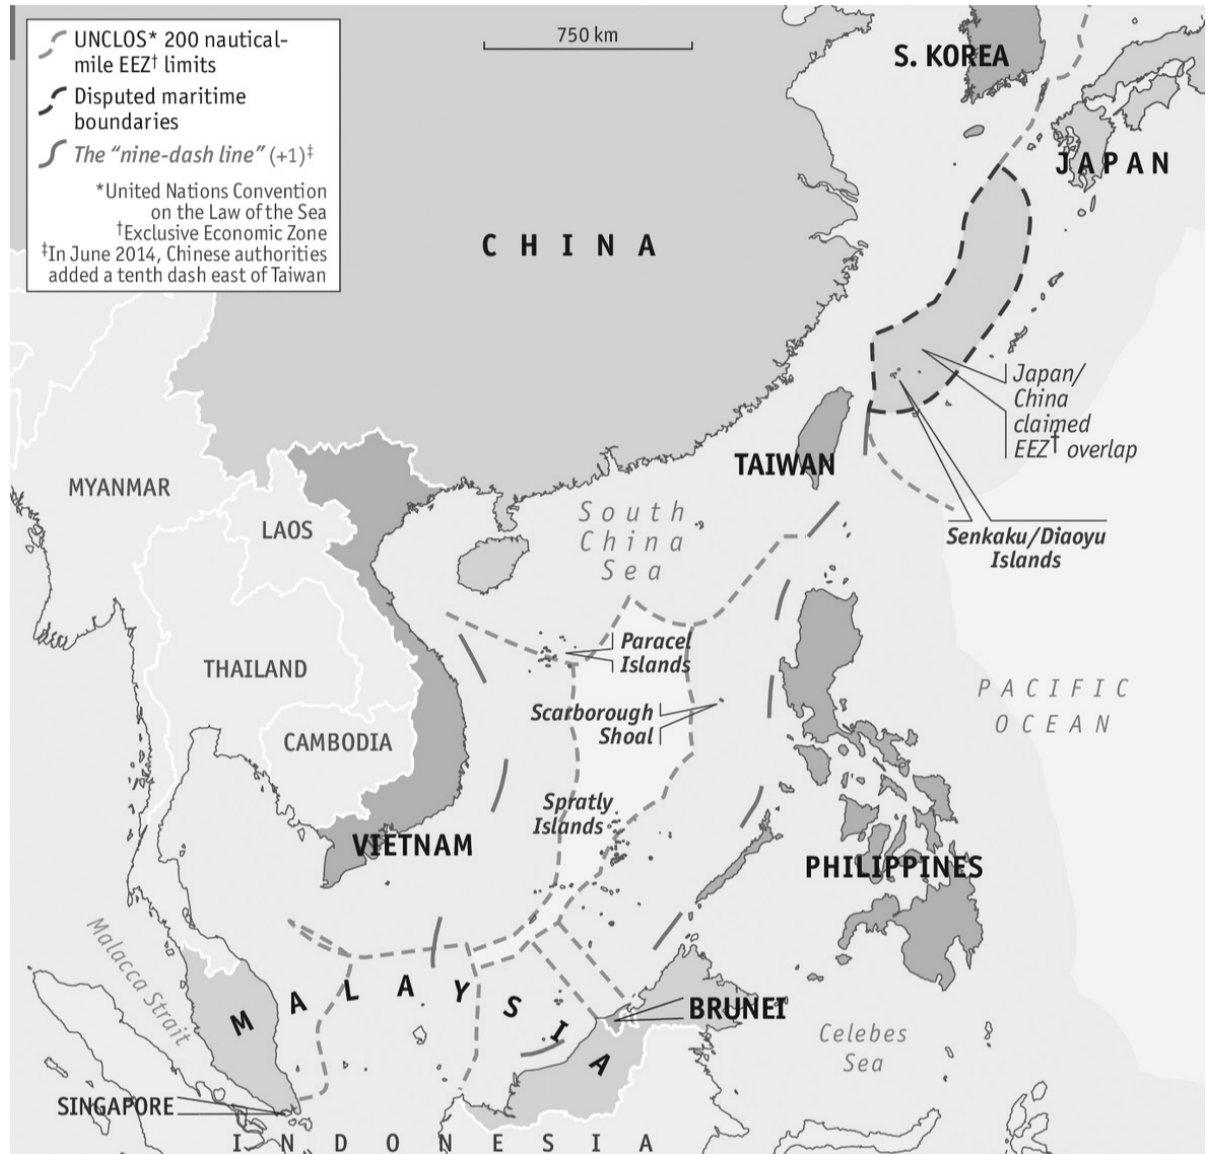 UNCLOS* 200 nautical-
mile EEZ† limits
Disputed maritime
boundaries
The “nine-dash line” (+1)‡
*United Nations Convention
on the Law of the Sea
†Exclusive Economic Zone
‡In June 2014, Chinese authorities
added a tenth dash east of Taiwan
750 km
S. KOREA
JAPAN
CHINA
Japan/
China
claimed
EEZ† overlap
TAIWAN
MYANMAR
LAOS
South
China
Sea
Senkaku/Diaoyu
Islands
Paracel
Islands
THAILAND
PACIFIC
OCEAN
Scarborough
Shoal
CAMBODIA
Spratly
Islands
VIETNAM
PHILIPPINES
Malacca Strait
MALAYSIA
BRUNEI
Celebes
Sea
SINGAPORE
INDONESIA